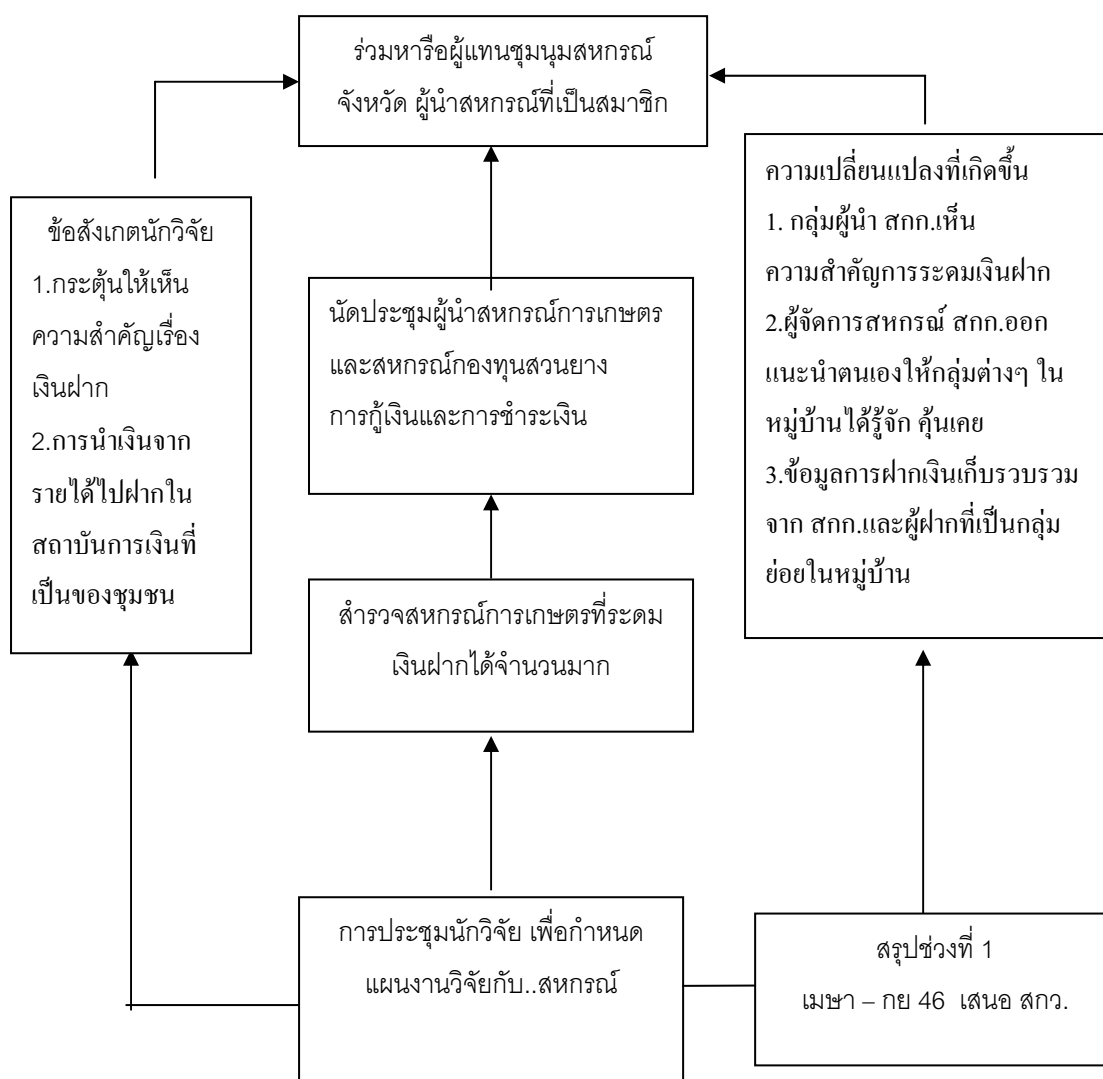 ร่วมหารือผู้แทนชุมนุมสหกรณ์
จังหวัด ผู้นำสหกรณ์ที่เป็นสมาชิก
ข้อสังเกตนักวิจัย
1.กระตุ้นให้เห็น
ความสำคัญเรื่อง
เงินฝาก
2.การนำเงินจาก
รายได้ไปฝากใน
สถาบันการเงินที่
เป็นของชุมชน
นัดประชุมผู้นำสหกรณ์การเกษตร
และสหกรณ์กองทุนสวนยาง
การกู้เงินและการชำระเงิน
ความเปลี่ยนแปลงที่เกิดขึ้น
1. กลุ่มผู้นำ สกก.เห็น
ความสำคัญการระดมเงินฝาก
2.ผู้จัดการสหกรณ์ สกก.ออก
แนะนำตนเองให้กลุ่มต่างๆ ใน
หมู่บ้านได้รู้จัก คุ้นเคย
3.ข้อมูลการฝากเงินเก็บรวบรวม
จาก สกก.และผู้ฝากที่เป็นกลุ่ม
ย่อยในหมู่บ้าน
สำรวจสหกรณ์การเกษตรที่ระดม
เงินฝากได้จำนวนมาก
การประชุมนักวิจัย เพื่อกำหนด
แผนงานวิจัยกับ..สหกรณ์
สรุปช่วงที่ 1
เมษา – กย 46 เสนอ สกว.